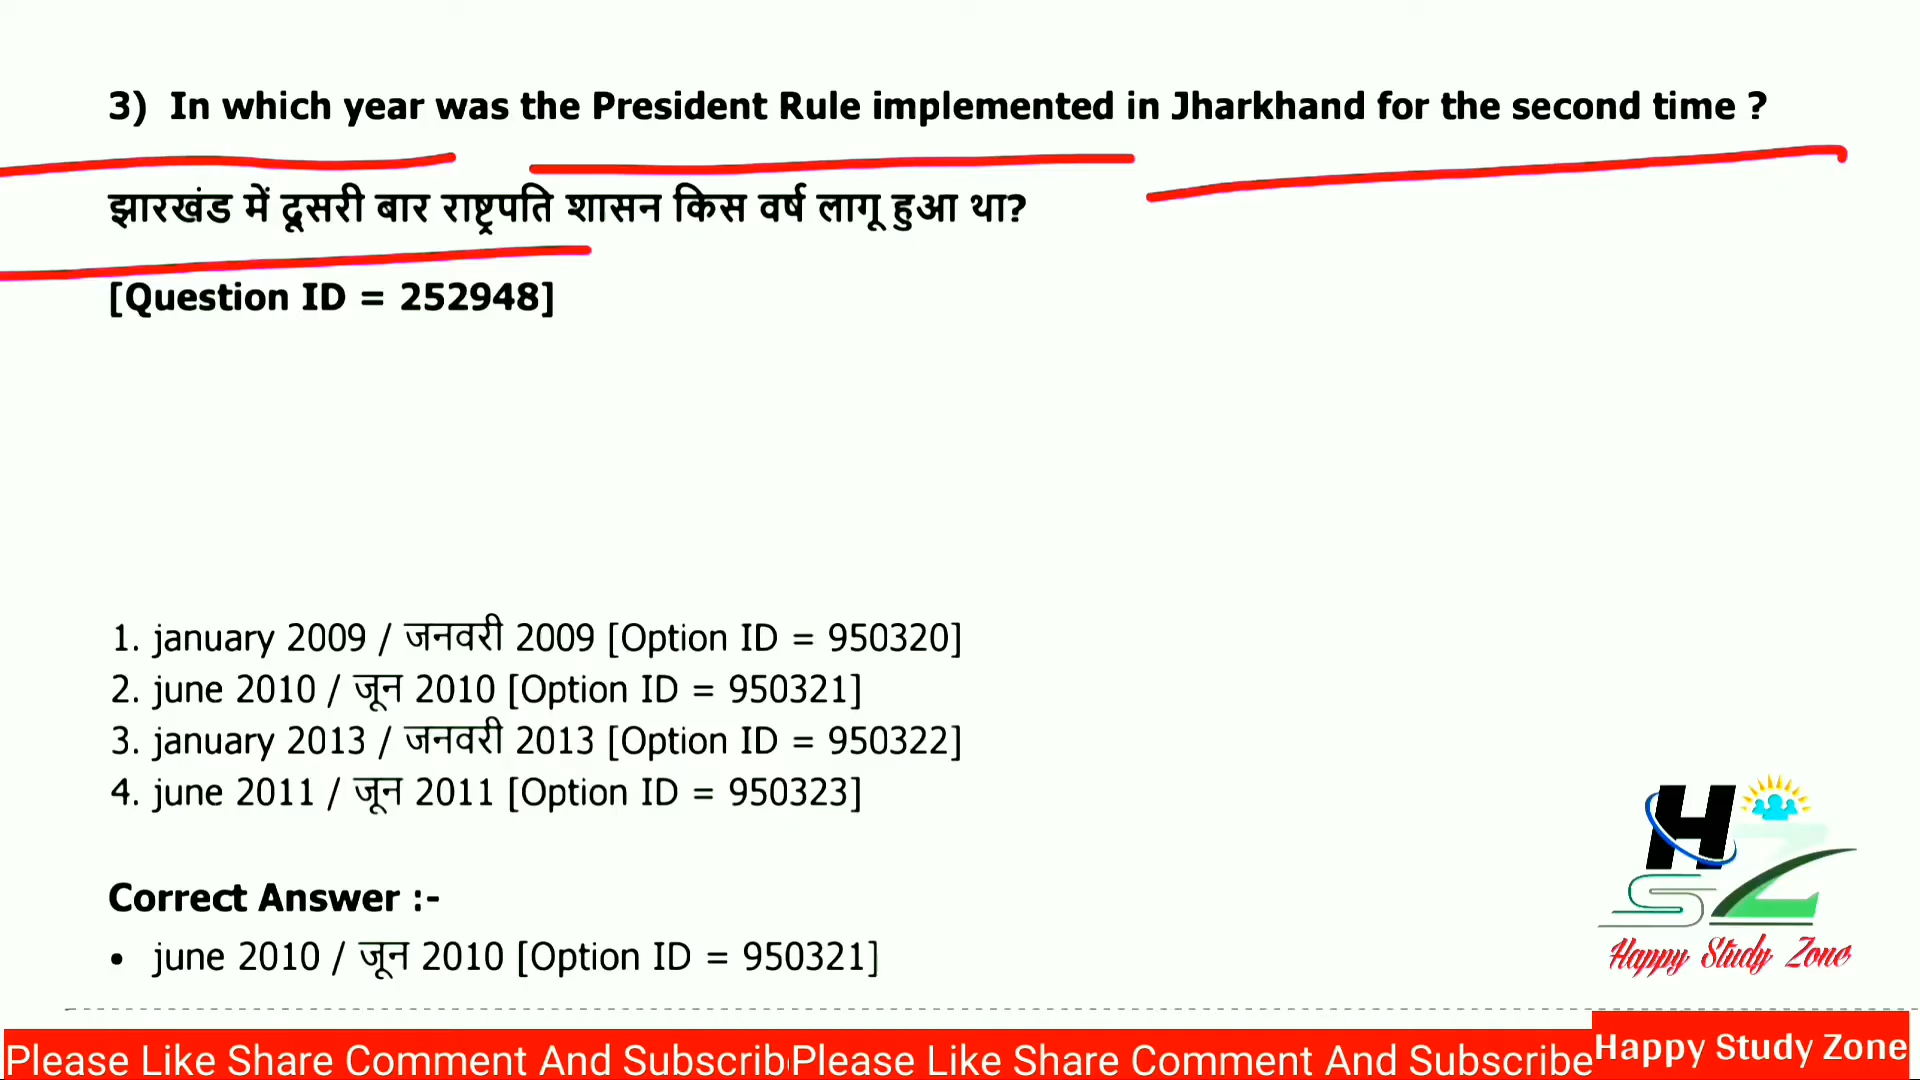 3) In which year was the President Rule implemented in Jharkhand for the second time ?
झारखंड में दूसरी बार राष्ट्रपति शासन किस वर्ष लागू हुआ था?
[Question ID = 252948]
1. january 2009 / जनवरी 2009 [Option ID = 950320]
2. june 2010 / जून 2010 [Option ID = 950321]
3. january 2013 / जनवरी 2013 [Option ID = 950322]
4. june 2011 / जून 2011 [Option ID = 950323]
Correct Answer :-
• june 2010 / जून 2010 [Option ID = 950321]
HSZ
Happy Study Zone
Please Like Share Comment And Subscrib Please Like Share Comment And Subscribe Happy Study Zone